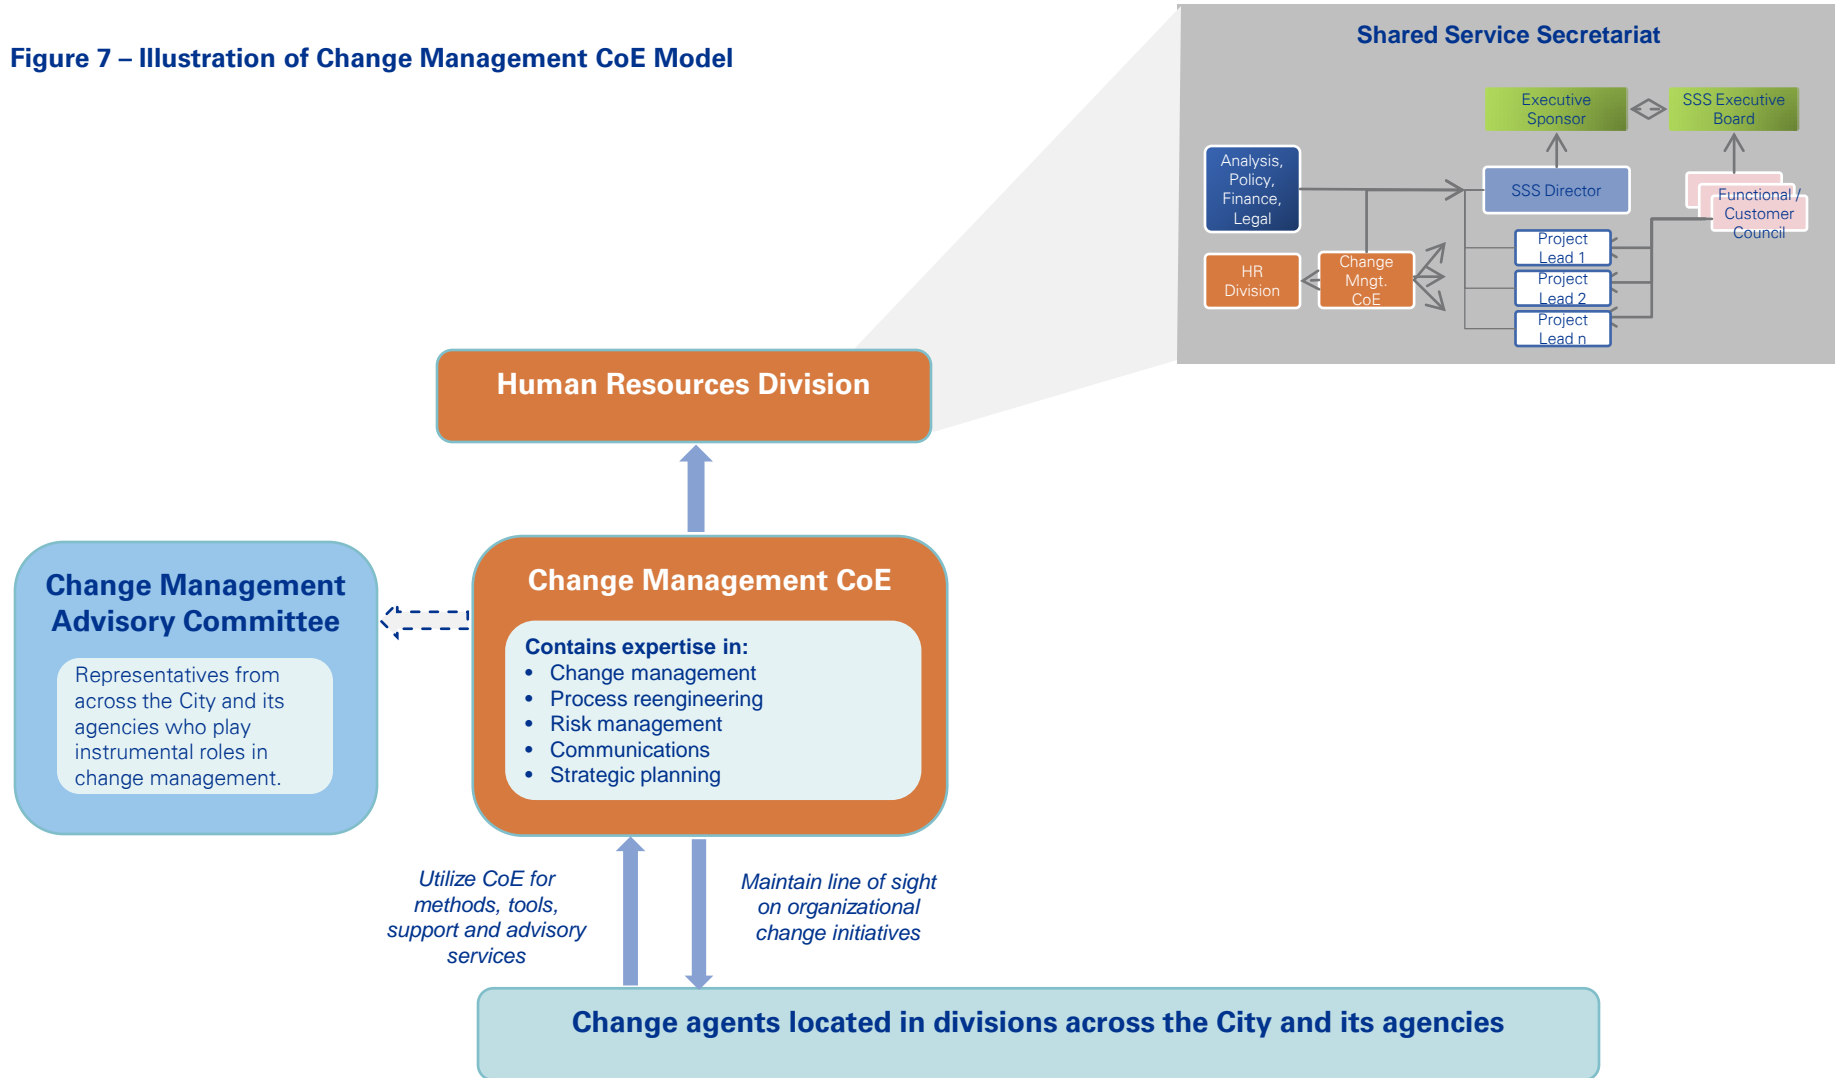 Figure 7 – Illustration of Change Management CoE Model
Shared Service Secretariat
Executive
Sponsor
SSS Executive
Board
Analysis,
Policy,
Finance,
Legal
SSS Director
Functional /
Customer
Council
Project
Lead 1
HR
Division
Change
Mngt.
CoE
Project
Lead 2
Project
Lead n
Human Resources Division
Change Management
Advisory Committee
Representatives from
across the City and its
agencies who play
instrumental roles in
change management.
Change Management CoE
Contains expertise in:
• Change management
• Process reengineering
• Risk management
• Communications
• Strategic planning
Utilize CoE for
methods, tools,
support and advisory
services
Maintain line of sight
on organizational
change initiatives
Change agents located in divisions across the City and its agencies